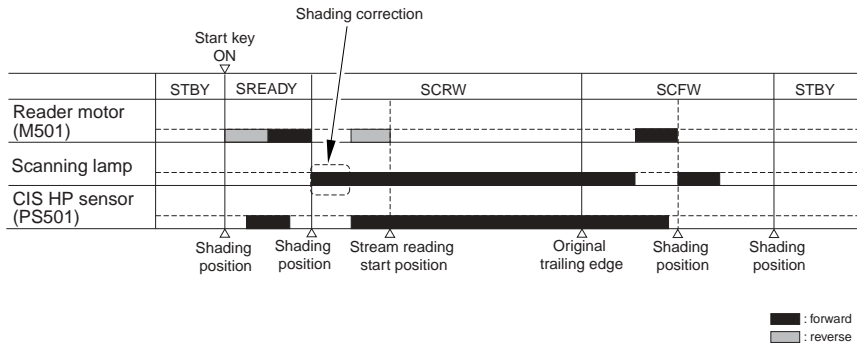 Shading correction
Start key
ON
STBY SREADY SCRW SCFW STBY
Reader motor
(M501)
Scanning lamp
CIS HP sensor
(PS501)
Shading
position
Shading
position
Stream reading
start position
Original
trailing edge
Shading
position
Shading
position
: forward
: reverse